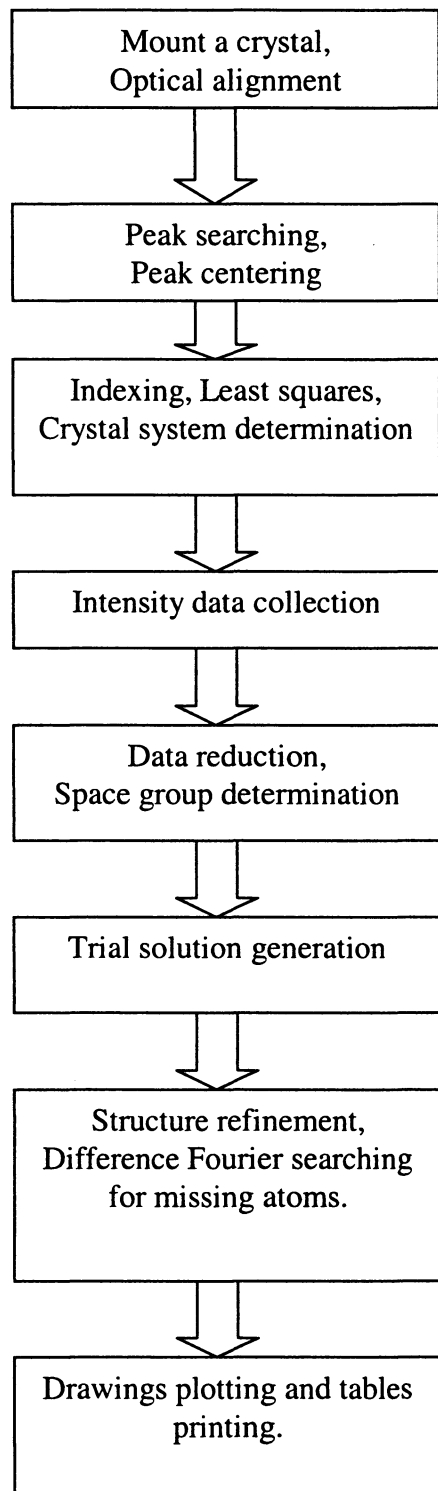 Mount a crystal,
Optical alignment
Peak searching,
Peak centering
Indexing, Least squares,
Crystal system determination
Intensity data collection
Data reduction,
Space group determination
Trial solution generation
Structure refinement,
Difference Fourier searching
for missing atoms.
Drawings plotting and tables
printing.